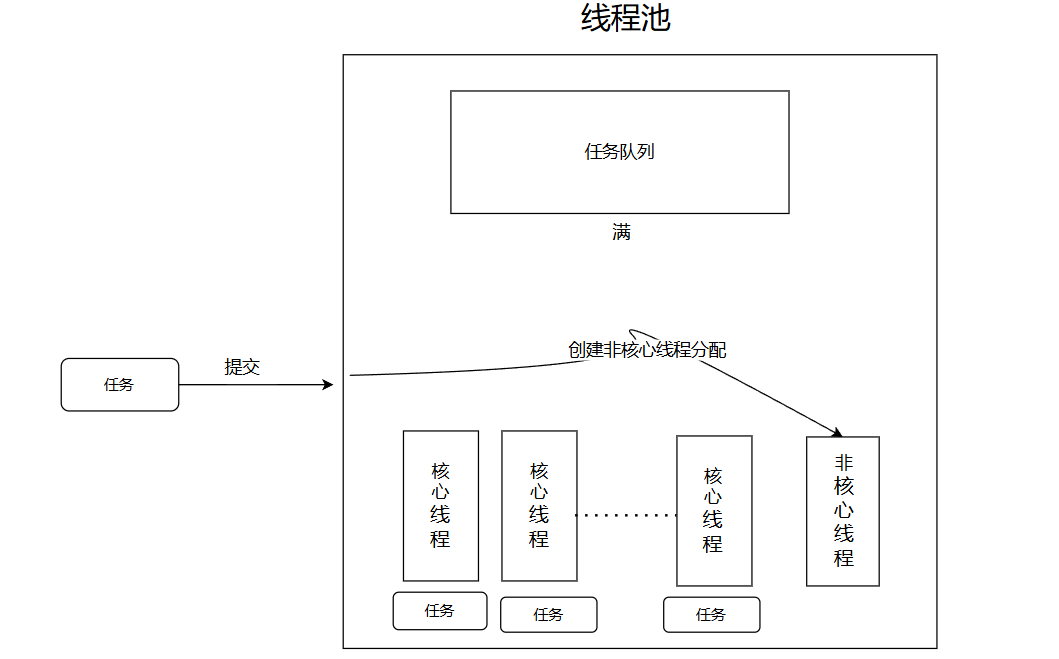 线程池
任务队列
满
创建非核心线程分配
提交
任务
核心线程
核心线程
核心线程
非核心线程
任务
任务
任务